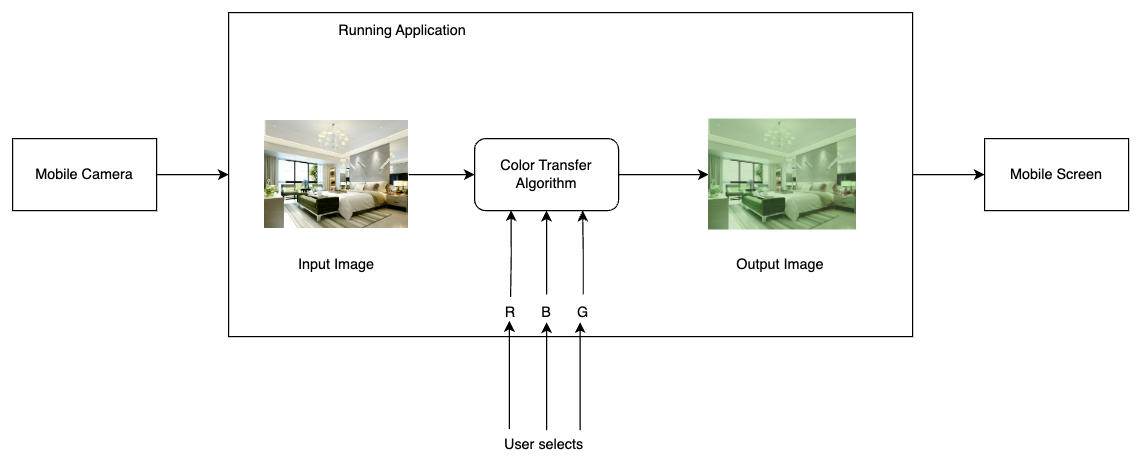 Running Application
Mobile Camera
Color Transfer
Algorithm
Mobile Screen
Input Image
Output Image
R B G
User selects